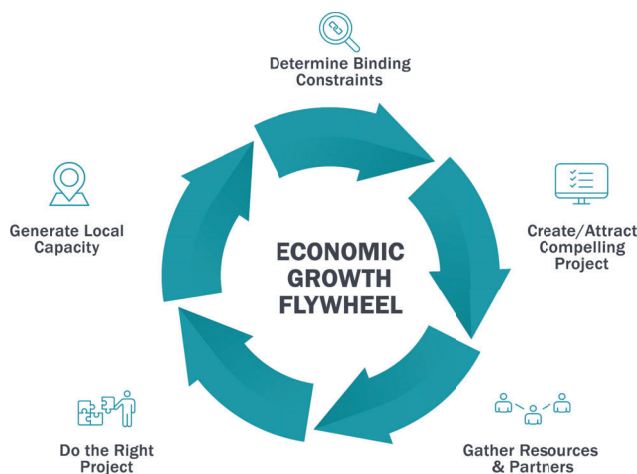 Determine Binding
Constraints
Generate Local
Capacity
Create/Attract
Compelling
Project
ECONOMIC
GROWTH
FLYWHEEL
Do the Right
Project
Gather Resources
& Partners